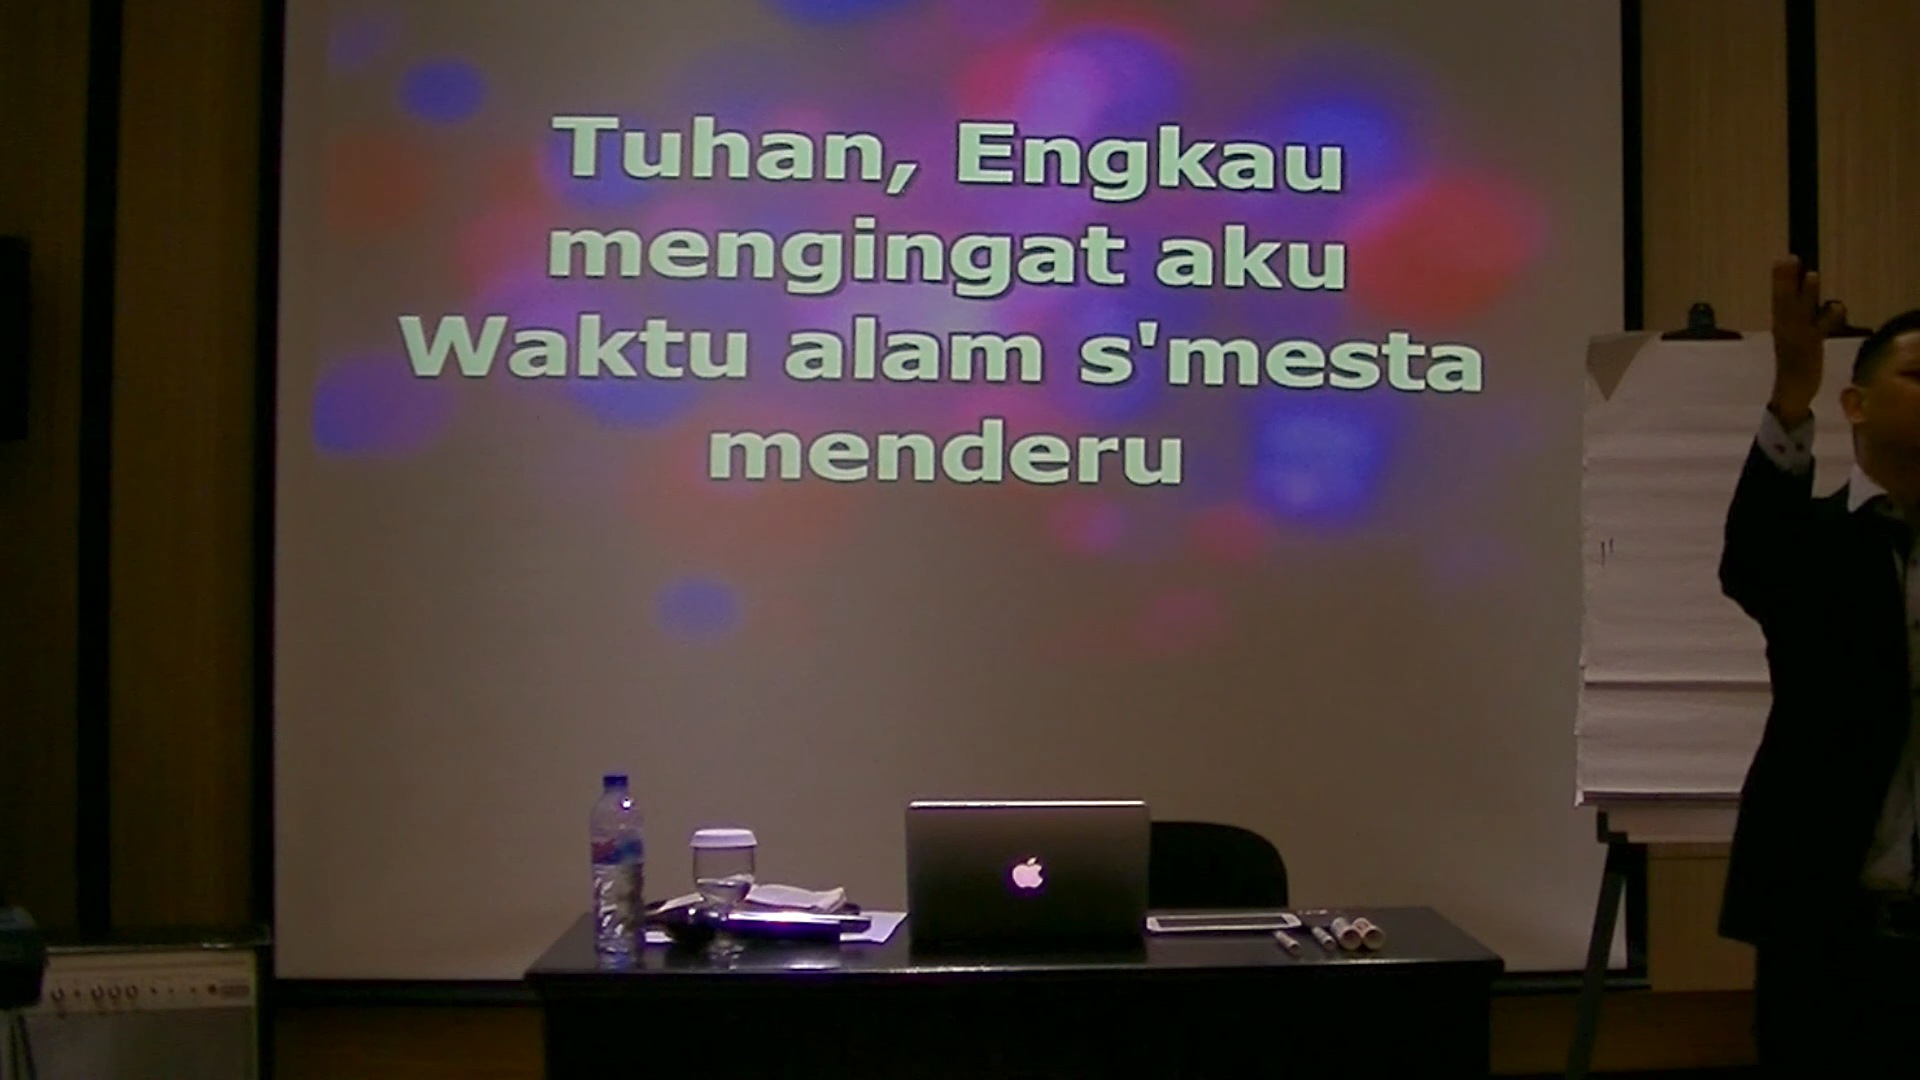 Tuhan, Engkau
mengingat aku
Waktu alam s'mesta
menderu